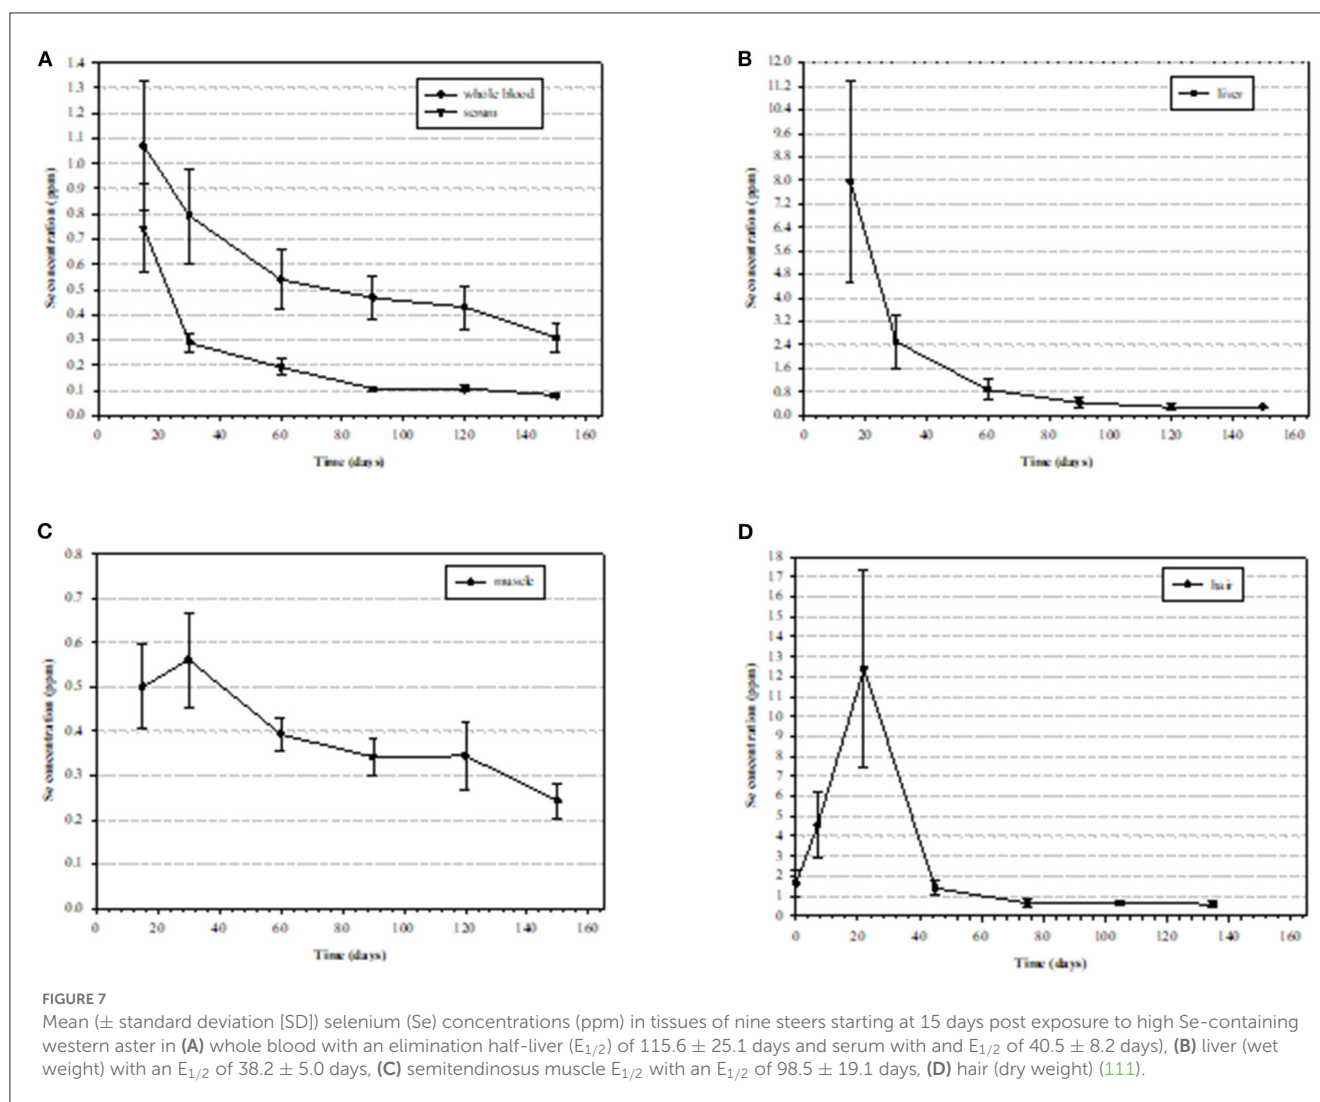 A
1.4
1.3
1.2
1.1
1.0
0.9
0.8
0.7
0.6
0.5
0.4
0.3
0.2
0.1
0.0
Se concentration (ppm)
whole blood
serum
0 20 40 60 80 100 120 140 160
Time (days)
B
12.0
11.2
10.4
9.6
8.8
8.0
7.2
6.4
5.6
4.8
4.0
3.2
2.4
1.6
0.8
0.0
Se concentration (ppm)
liver
0 20 40 60 80 100 120 140 160
Time (days)
C
0.8
0.7
0.6
0.5
0.4
0.3
0.2
0.1
0.0
Se concentration (ppm)
muscle
0 20 40 60 80 100 120 140 160
Time (days)
D
18
17
16
15
14
13
12
11
10
9
8
7
6
5
4
3
2
1
0
Se concentration (ppm)
hair
0 20 40 60 80 100 120 140 160
Time (days)
FIGURE 7
Mean (± standard deviation [SD]) selenium (Se) concentrations (ppm) in tissues of nine steers starting at 15 days post exposure to high Se-containing
western aster in (A) whole blood with an elimination half-liver (E1/2) of 115.6 ± 25.1 days and serum with and E1/2 of 40.5 ± 8.2 days), (B) liver (wet
weight) with an E1/2 of 38.2 ± 5.0 days, (C) semitendinosus muscle E1/2 with an E1/2 of 98.5 ± 19.1 days, (D) hair (dry weight) (111).